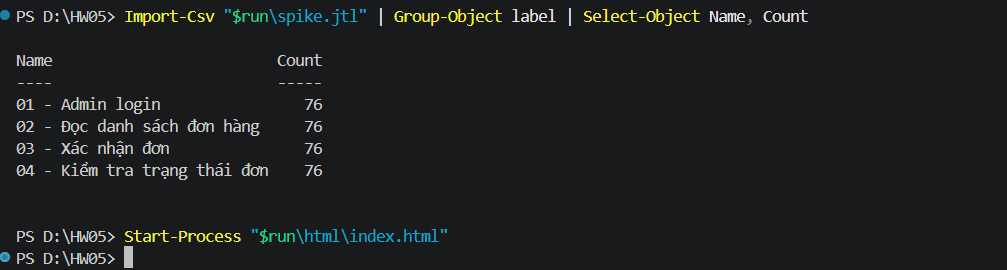 PS D:\HW05> Import-Csv "$run\spike.jtl" | Group-Object label | Select-Object Name, Count
Name                      Count
----                      -----
01 - Admin login             76
02 - Đọc danh sách đơn hàng  76
03 - Xác nhận đơn            76
04 - Kiểm tra trạng thái đơn    76
PS D:\HW05> Start-Process "$run\html\index.html"
PS D:\HW05>